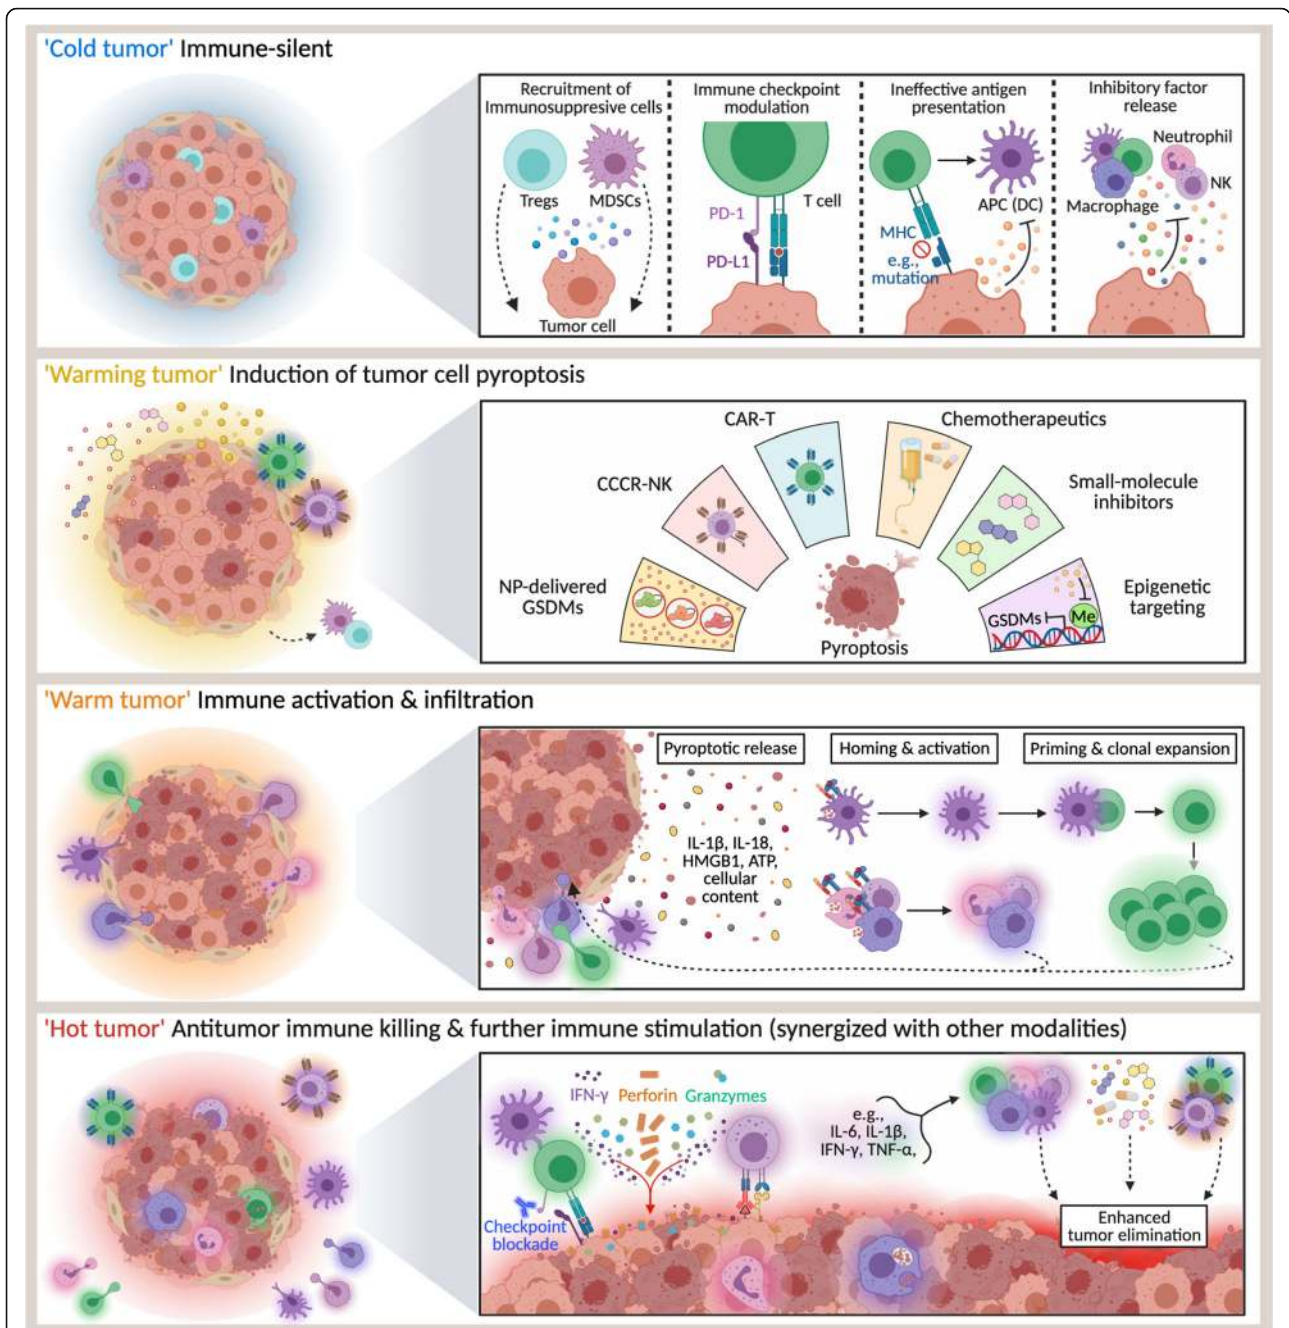 'Cold tumor' Immune-silent
Recruitment of
Immunosuppresive cells
Tregs
MDSCs
Tumor cell
Immune checkpoint
modulation
T cell
PD-1
PD-L1
Ineffective antigen
presentation
APC (DC)
MHC
e.g.,
mutation
Inhibitory factor
release
Neutrophil
NK
Macrophage
'Warming tumor' Induction of tumor cell pyroptosis
CAR-T
Chemotherapeutics
CCCR-NK
Small-molecule
inhibitors
NP-delivered
GSDMs
Epigenetic
targeting
GSDMs
Me
Pyroptosis
'Warm tumor' Immune activation & infiltration
Pyroptotic release
Homing & activation
Priming & clonal expansion
IL-1β, IL-18,
HMGB1, ATP,
cellular
content
'Hot tumor' Antitumor immune killing & further immune stimulation (synergized with other modalities)
IFN-γ Perforin Granzymes
e.g.,
IL-6, IL-1β,
IFN-γ, TNF-α,
Checkpoint
blockade
Enhanced
tumor elimination